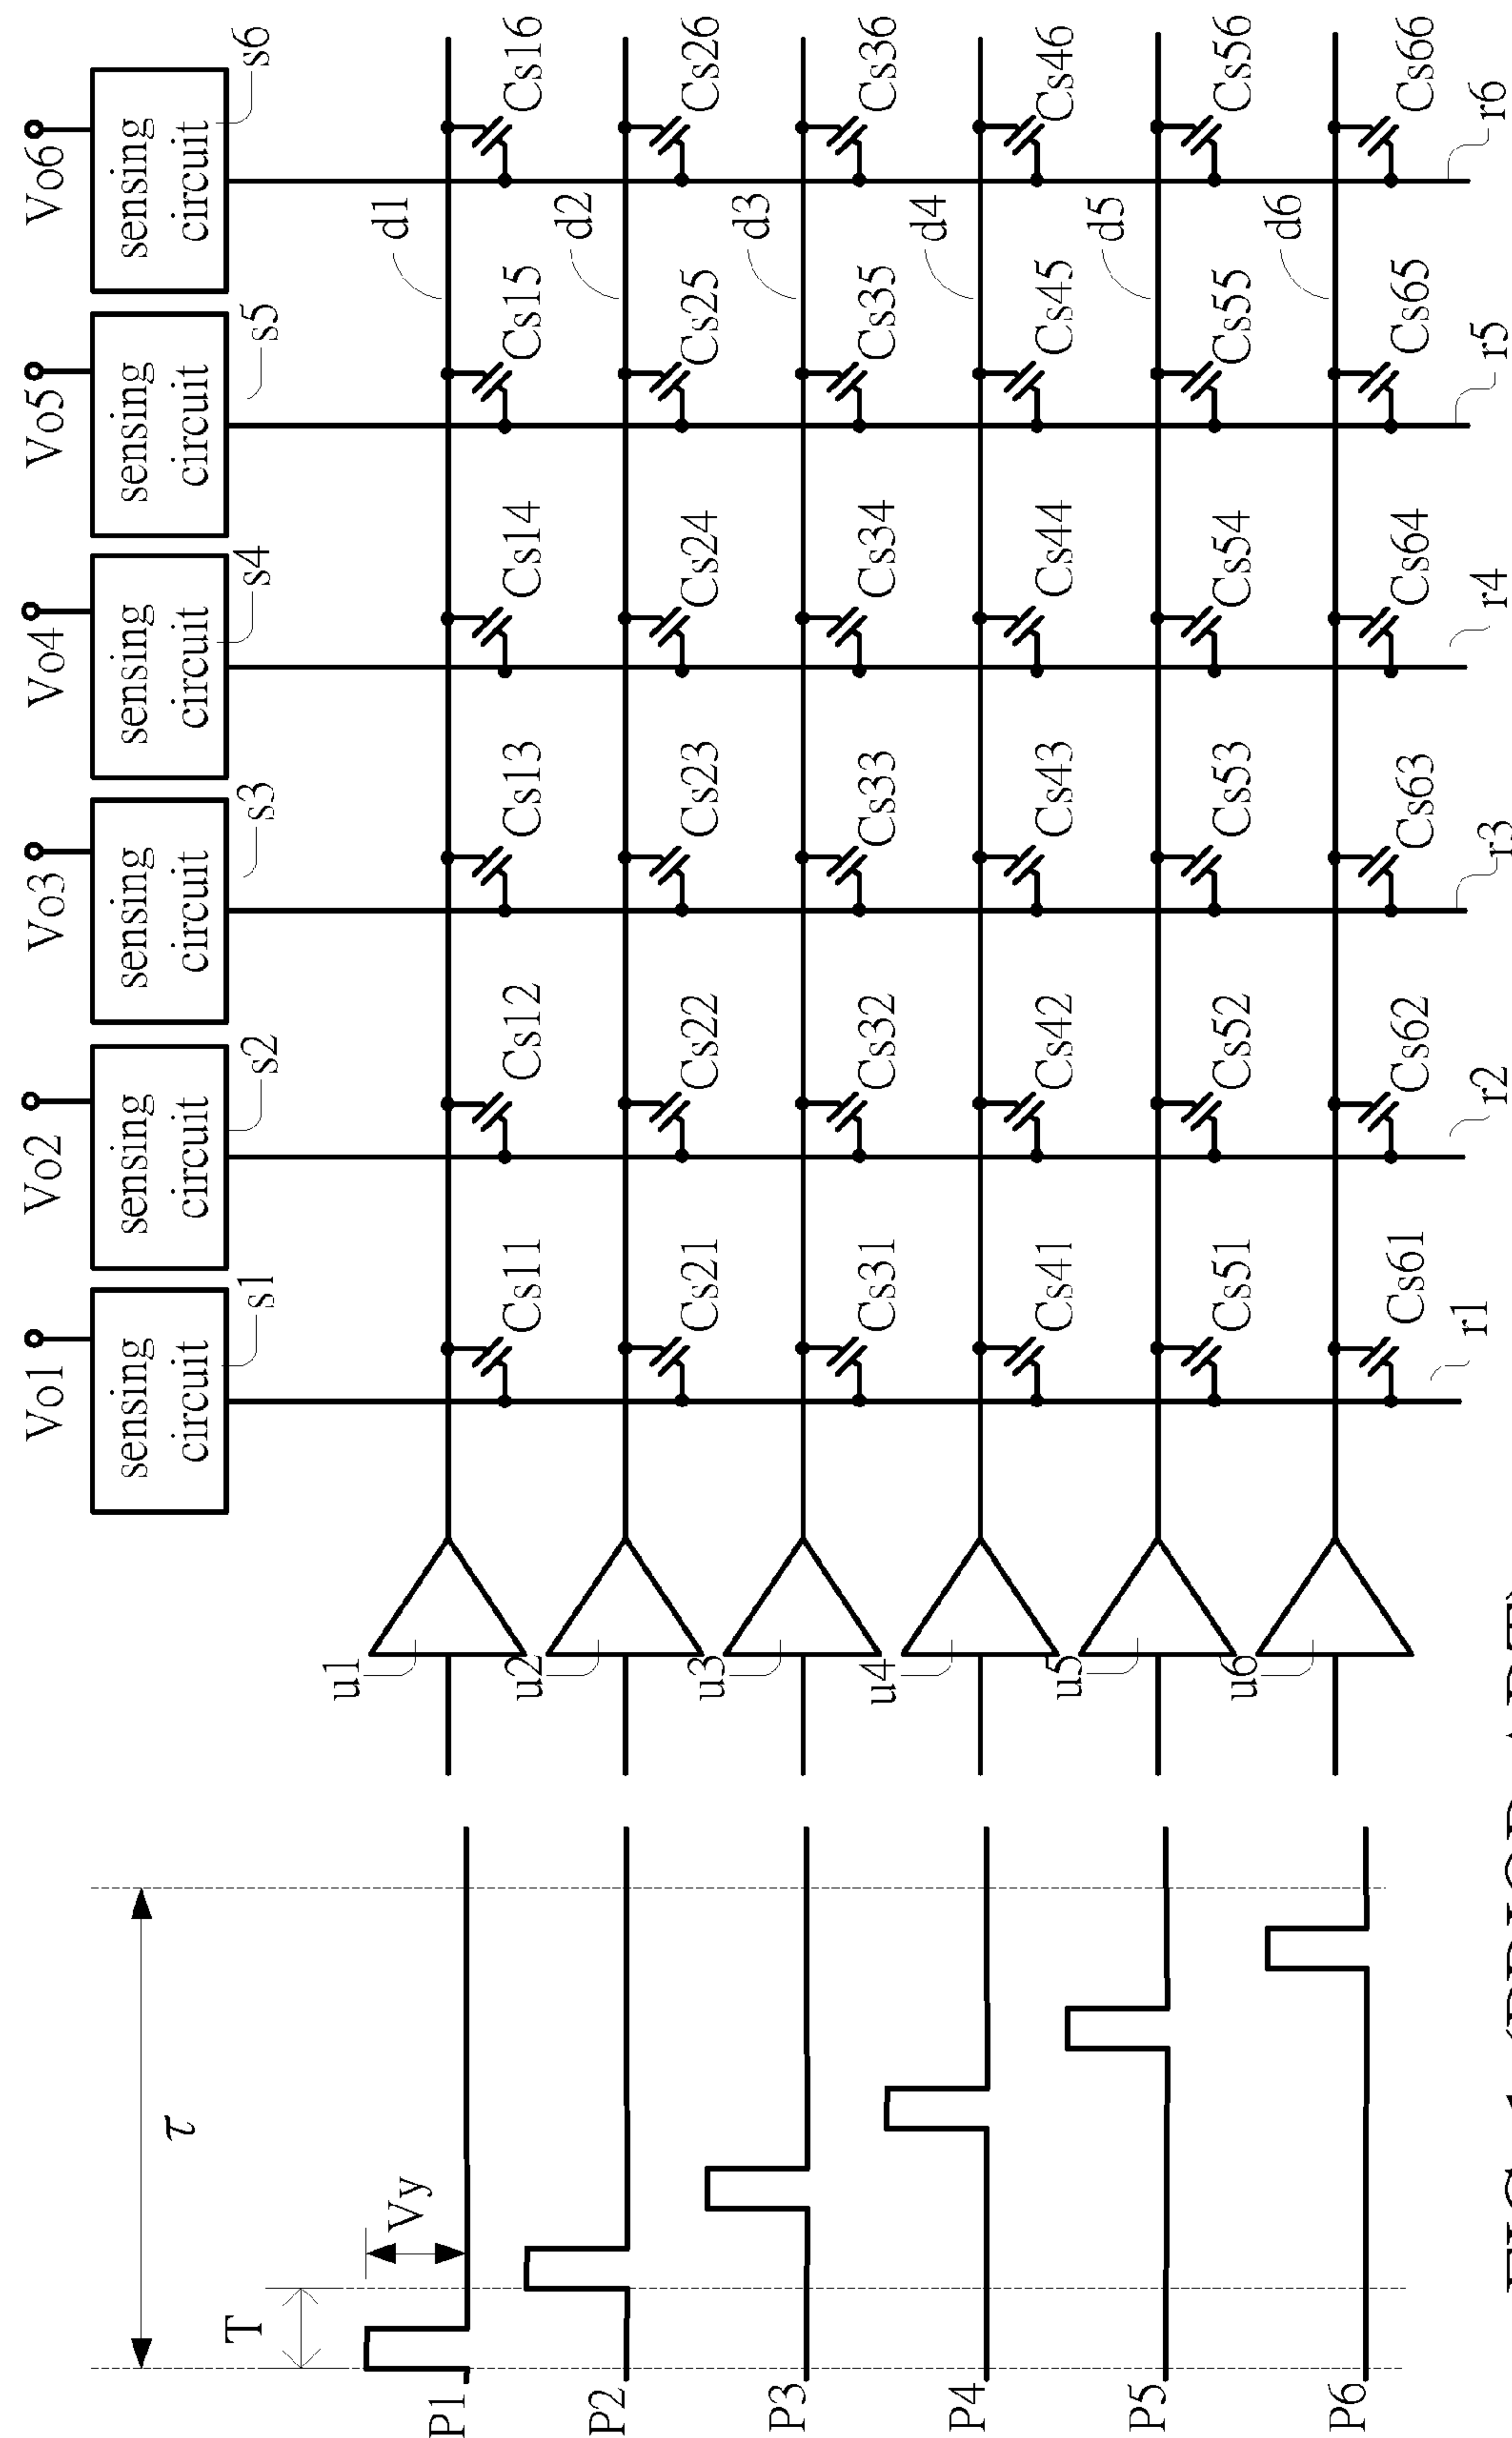 Vo1
Vo2
Vo3
Vo4
Vo5
Vo6
sensing circuit
sensing circuit
sensing circuit
sensing circuit
sensing circuit
sensing circuit
s1
s2
s3
s4
s5
s6
τ
T
Vy
P1
P2
P3
P4
P5
P6
u1
u2
u3
u4
u5
u6
d1
d2
d3
d4
d5
d6
Cs11
Cs12
Cs13
Cs14
Cs15
Cs16
Cs21
Cs22
Cs23
Cs24
Cs25
Cs26
Cs31
Cs32
Cs33
Cs34
Cs35
Cs36
Cs41
Cs42
Cs43
Cs44
Cs45
Cs46
Cs51
Cs52
Cs53
Cs54
Cs55
Cs56
Cs61
Cs62
Cs63
Cs64
Cs65
Cs66
r1
r2
r3
r4
r5
r6